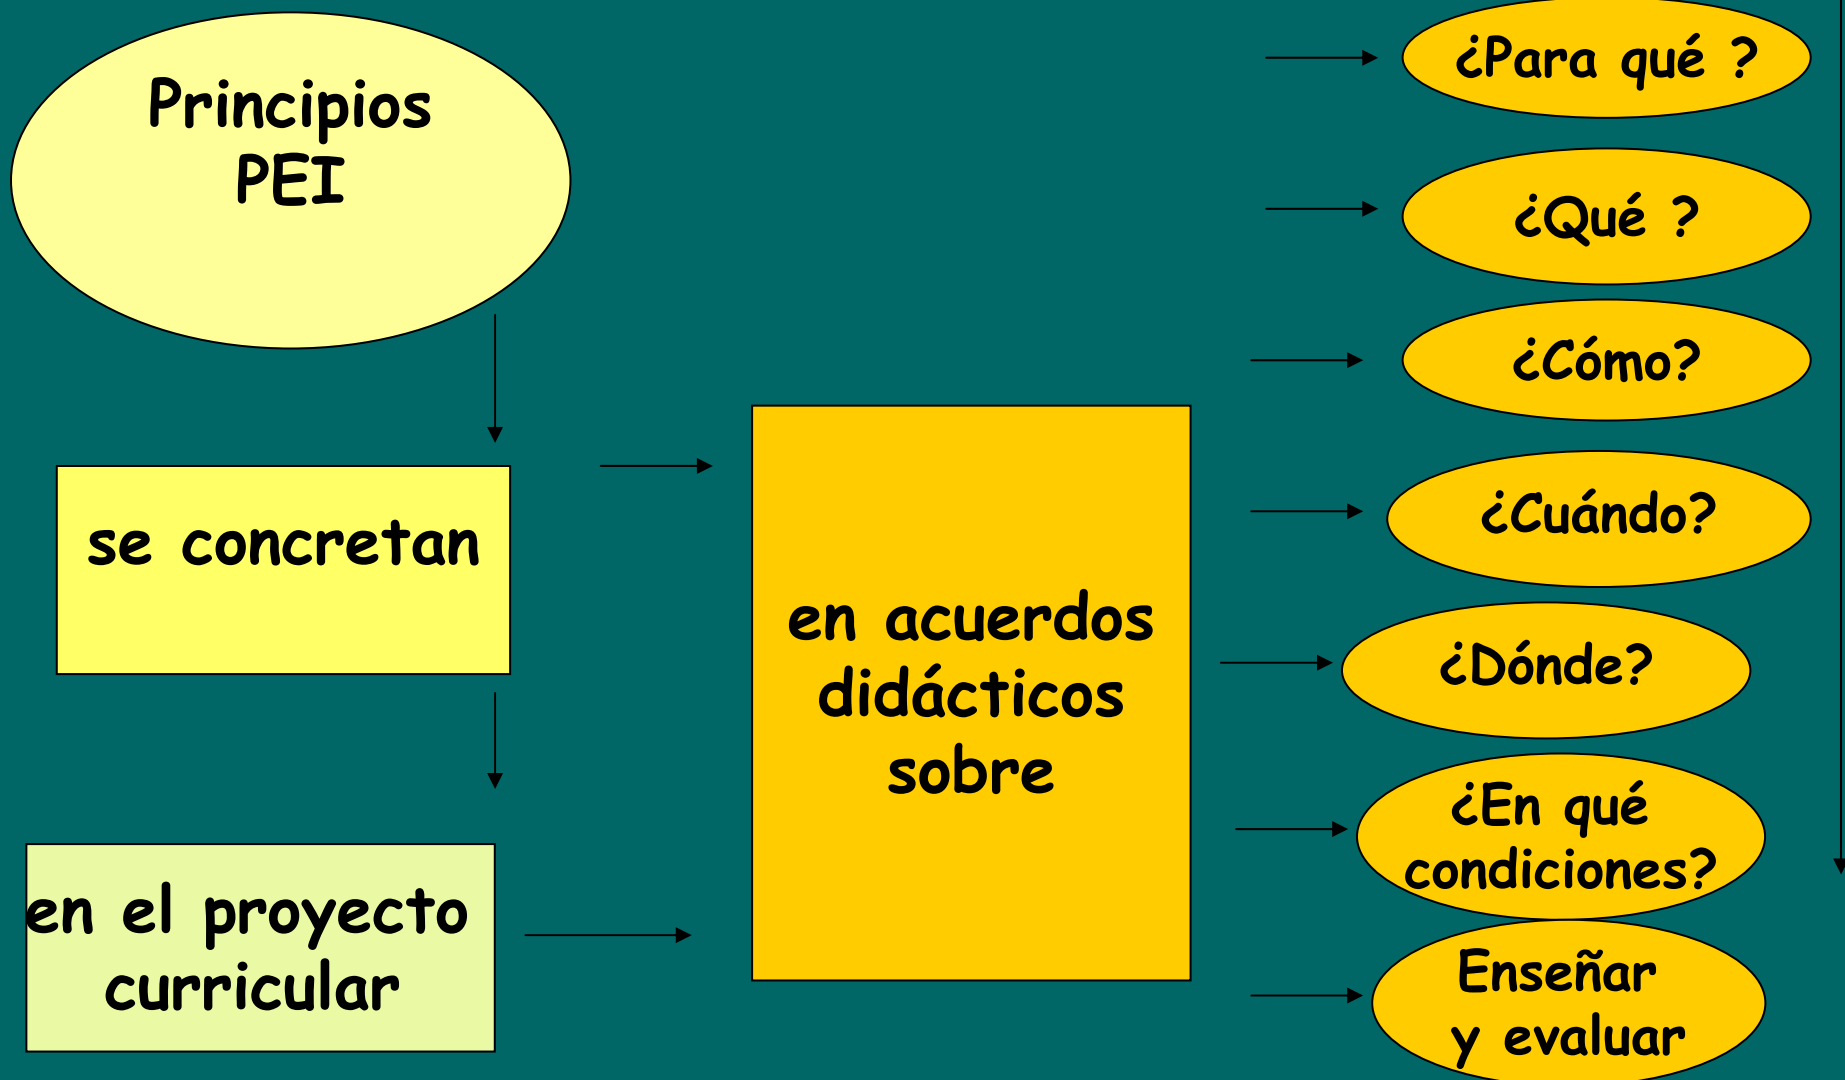 Principios
PEI
se concretan
en el proyecto
curricular
en acuerdos
didácticos
sobre
¿Para qué ?
¿Qué ?
¿Cómo?
¿Cuándo?
¿Dónde?
¿En qué
condiciones?
Enseñar
y evaluar